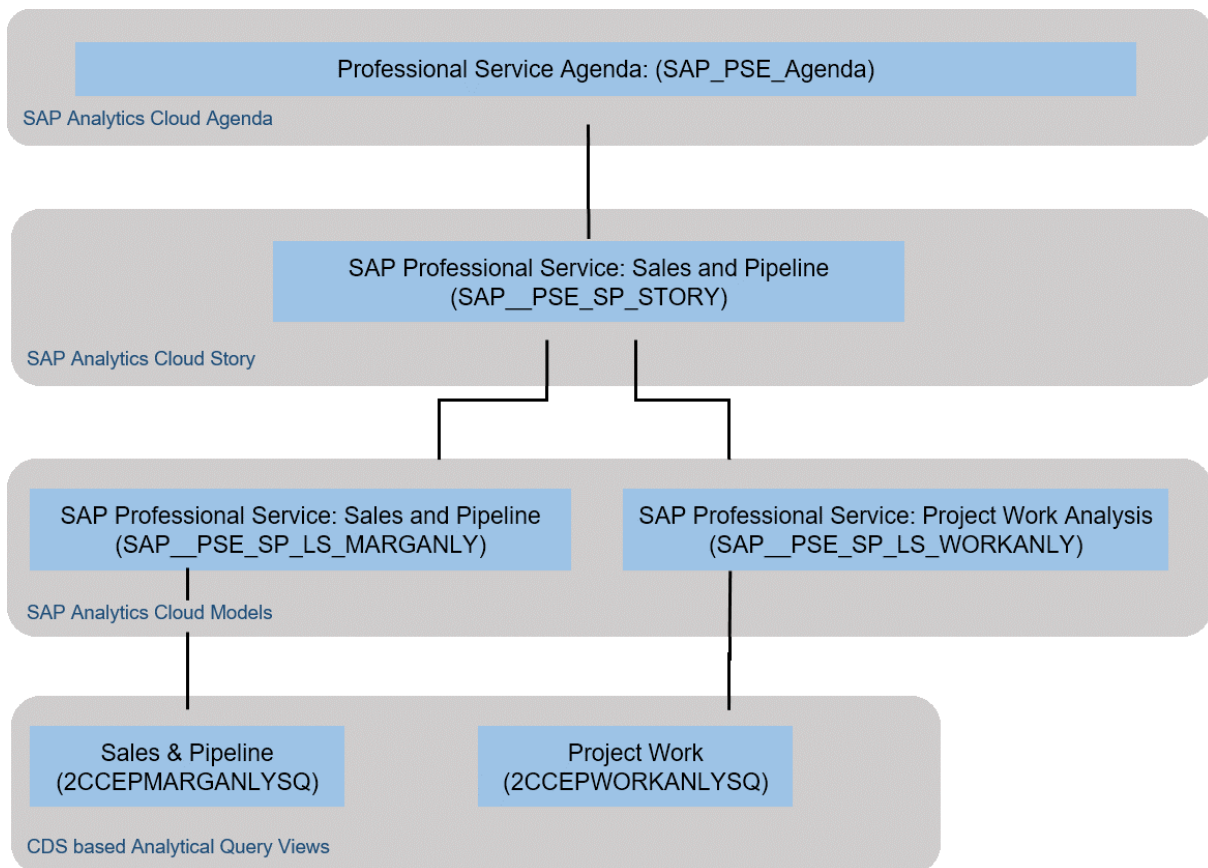 Professional Service Agenda: (SAP_PSE_Agenda)
SAP Analytics Cloud Agenda
SAP Professional Service: Sales and Pipeline
(SAP__PSE_SP_STORY)
SAP Analytics Cloud Story
SAP Professional Service: Sales and Pipeline
(SAP__PSE_SP_LS_MARGANLY)
SAP Professional Service: Project Work Analysis
(SAP__PSE_SP_LS_WORKANLY)
SAP Analytics Cloud Models
Sales & Pipeline
(2CCEPMARGANLYSQ)
Project Work
(2CCEPWORKANLYSQ)
CDS based Analytical Query Views